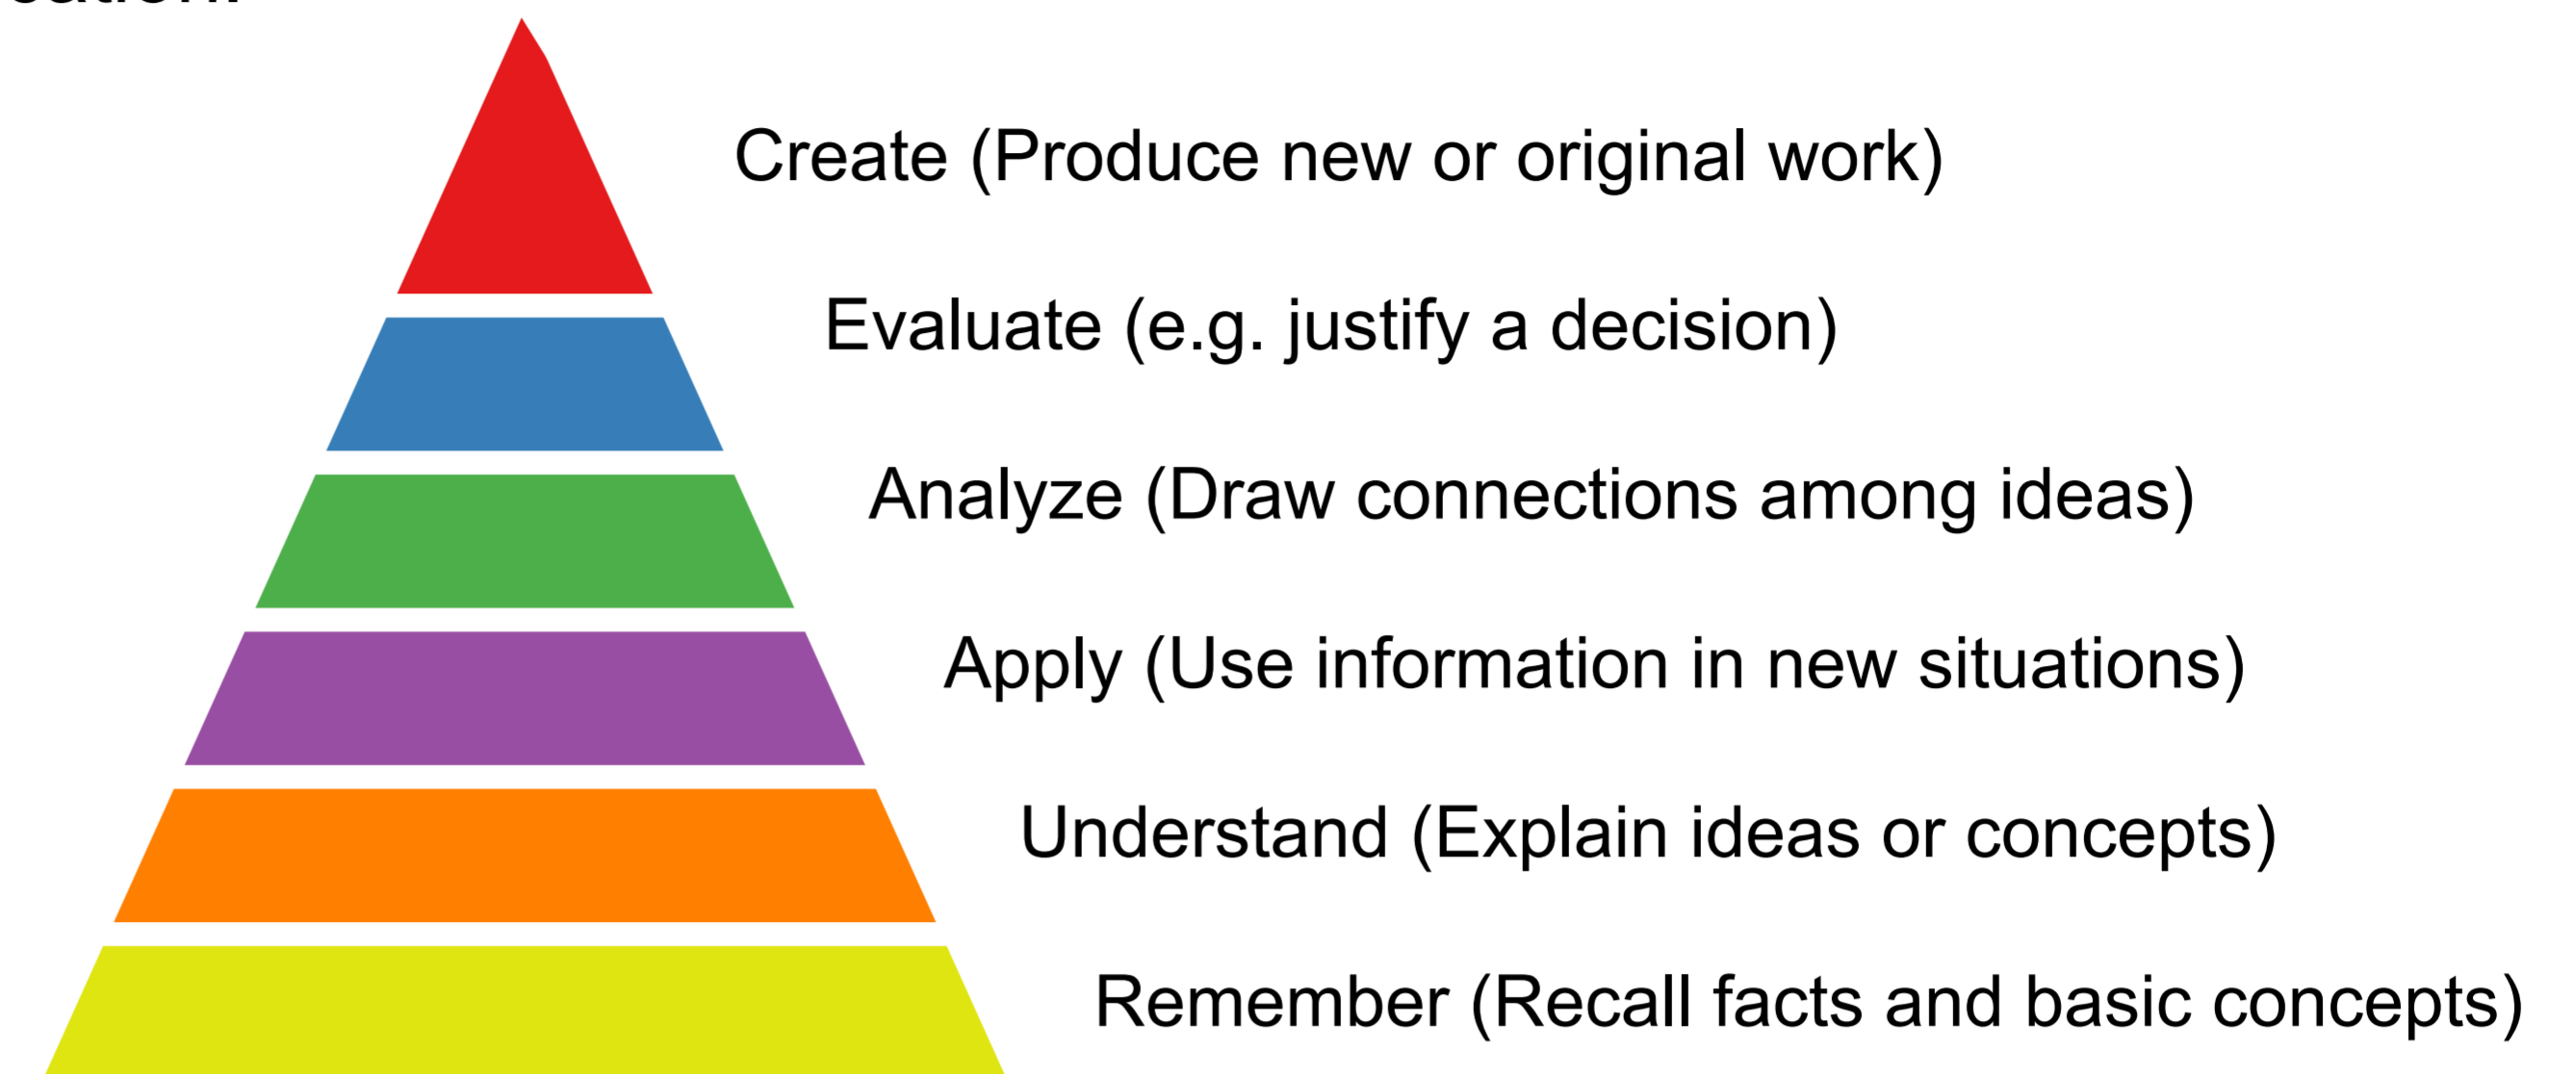 Create (Produce new or original work)
Evaluate (e.g. justify a decision)
Analyze (Draw connections among ideas)
Apply (Use information in new situations)
Understand (Explain ideas or concepts)
Remember (Recall facts and basic concepts)